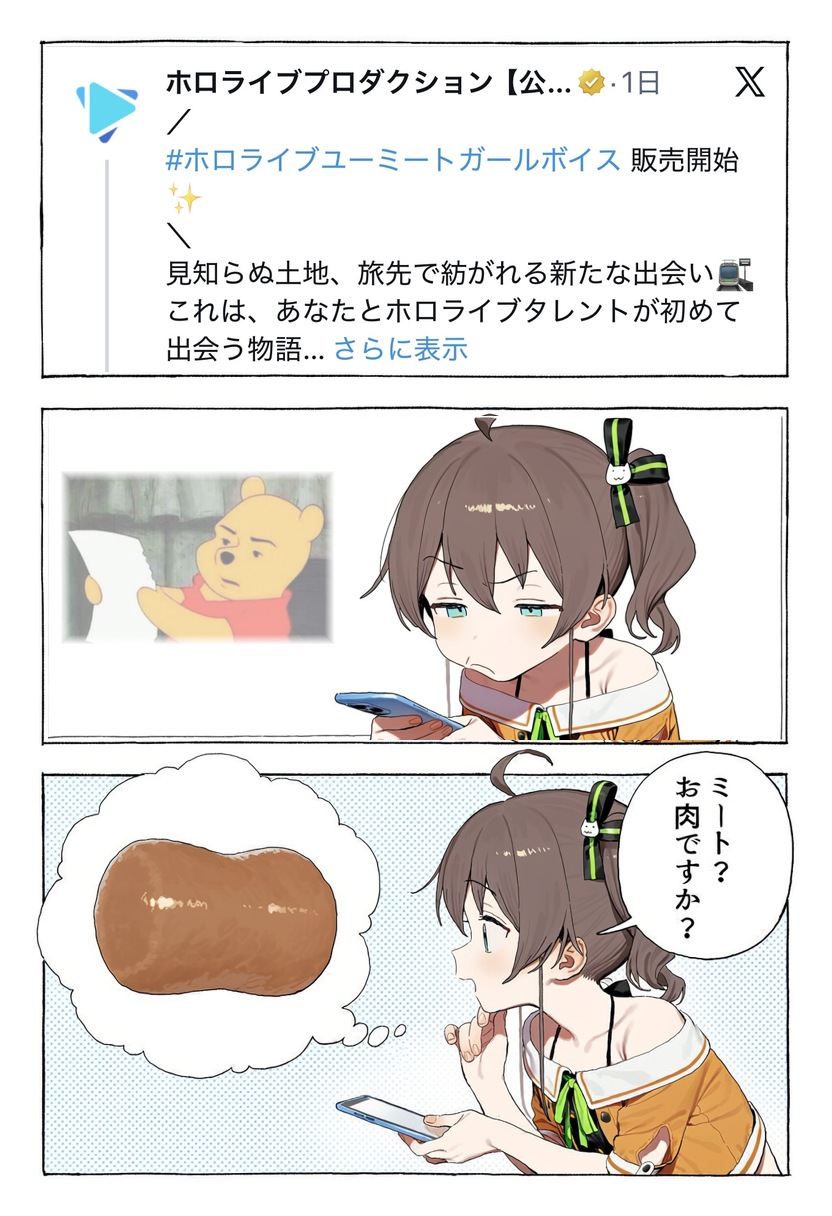 ホロライブプロダクション【公... ・1日
／
#ホロライブユーミートガールボイス 販売開始
✨
＼
見知らぬ土地、旅先で紡がれる新たな出会い🚉
これは、あなたとホロライブタレントが初めて
出会う物語... さらに表示
ミート？
お肉ですか？